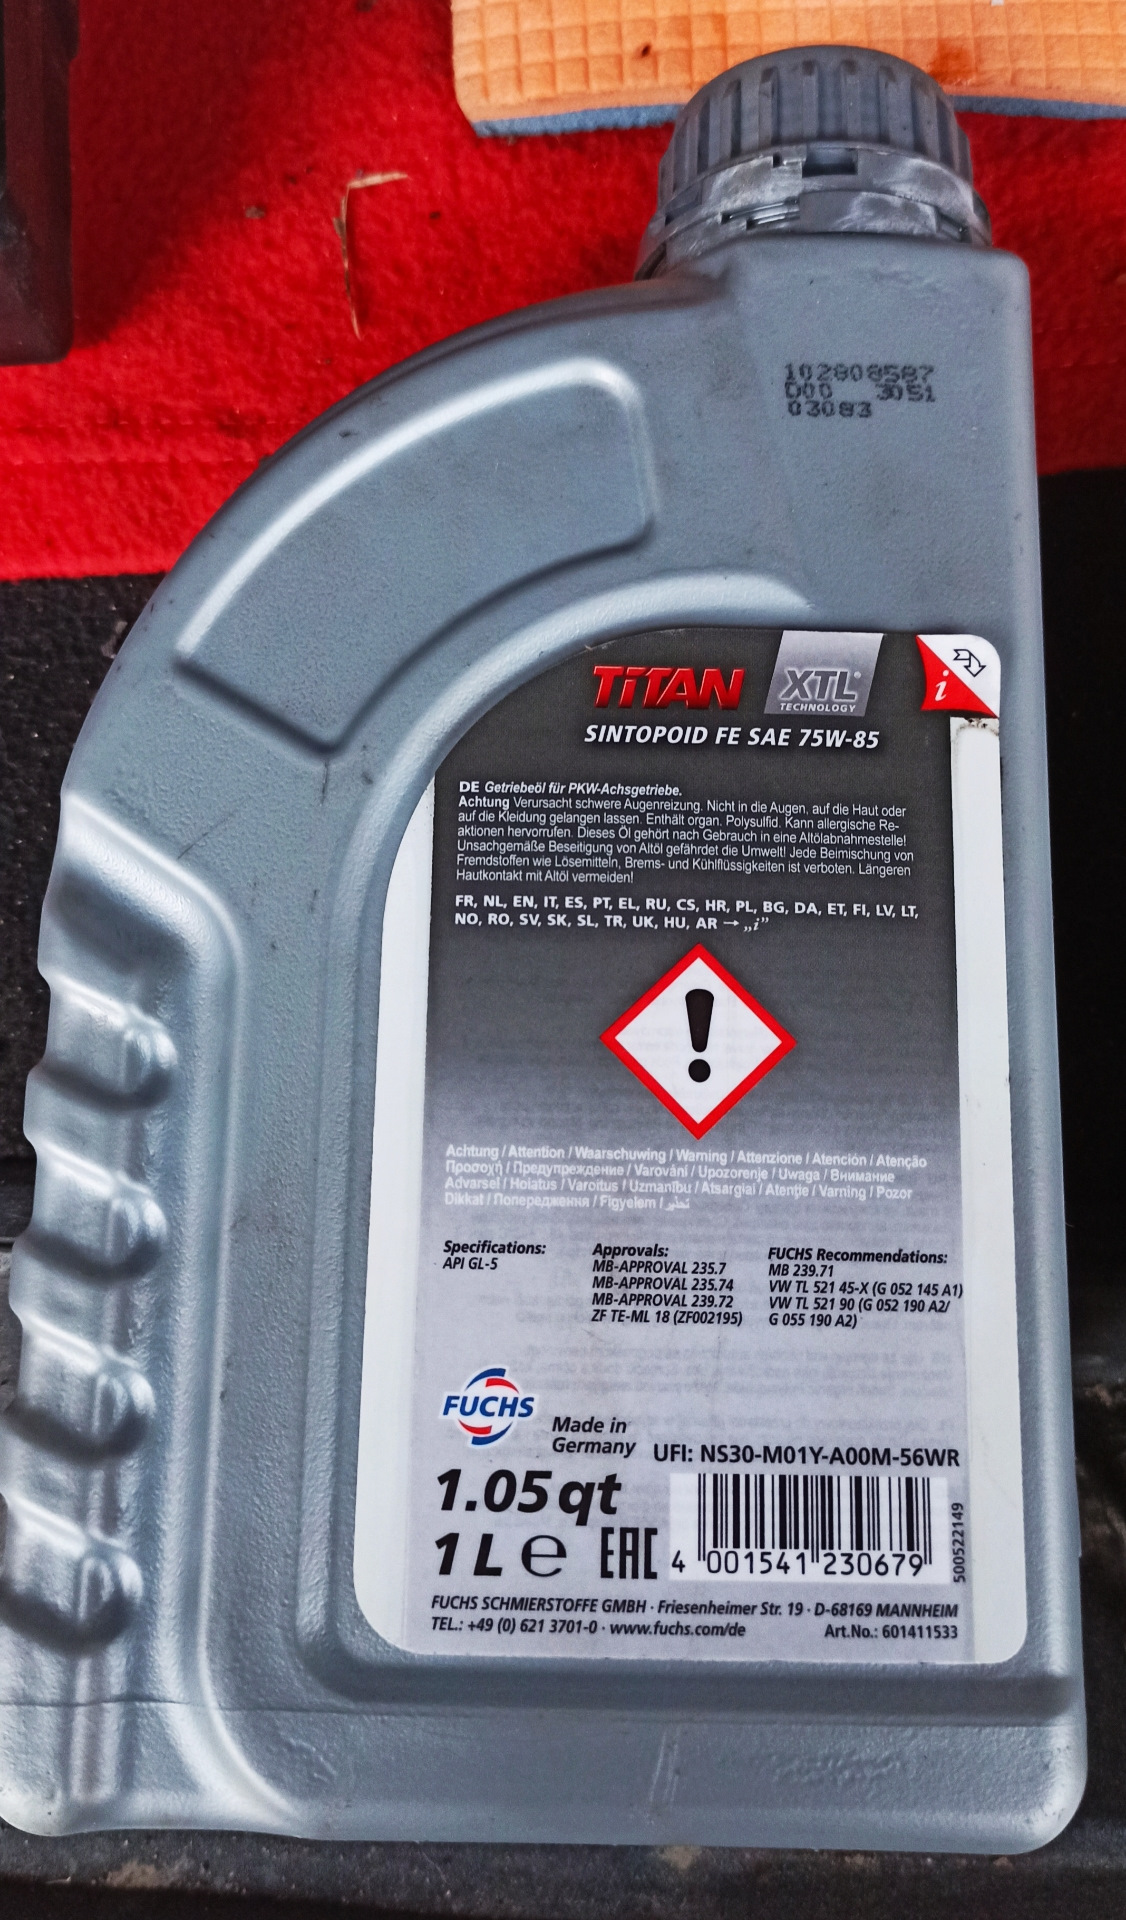 102808587
D00 3051
03083
TiTAN XTL®
TECHNOLOGY
SINTOPOID FE SAE 75W-85
i
DE Getriebeöl für PKW-Achsgetriebe.
Achtung Verursacht schwere Augenreizung. Nicht in die Augen, auf die Haut oder
auf die Kleidung gelangen lassen. Enthält organ. Polysulfid. Kann allergische Re-
aktionen hervorrufen. Dieses Öl gehört nach Gebrauch in eine Altölabnahmestelle!
Unsachgemäße Beseitigung von Altöl gefährdet die Umwelt! Jede Beimischung von
Fremdstoffen wie Lösemitteln, Brems- und Kühlflüssigkeiten ist verboten. Längeren
Hautkontakt mit Altöl vermeiden!
FR, NL, EN, IT, ES, PT, EL, RU, CS, HR, PL, BG, DA, ET, FI, LV, LT,
NO, RO, SV, SK, SL, TR, UK, HU, AR → „i”
Achtung / Attention / Waarschuwing / Warning / Attenzione / Atención / Atenção
Προσοχή / Предупреждение / Varování / Upozorenje / Uwaga / Внимание
Advarsel / Hoiatus / Varoitus / Uzmanību / Atsargiai / Atenție / Varning / Pozor
Dikkat / Попередження / Figyelem / تحذير
Specifications:
API GL-5
Approvals:
MB-APPROVAL 235.7
MB-APPROVAL 235.74
MB-APPROVAL 239.72
ZF TE-ML 18 (ZF002195)
FUCHS Recommendations:
MB 239.71
VW TL 521 45-X (G 052 145 A1)
VW TL 521 90 (G 052 190 A2/
G 055 190 A2)
FUCHS
Made in
Germany
UFI: NS30-M01Y-A00M-56WR
1.05 qt
1 L e EAC
4 001541 230679
500522149
FUCHS SCHMIERSTOFFE GMBH · Friesenheimer Str. 19 · D-68169 MANNHEIM
TEL.: +49 (0) 621 3701-0 · www.fuchs.com/de Art.No.: 601411533